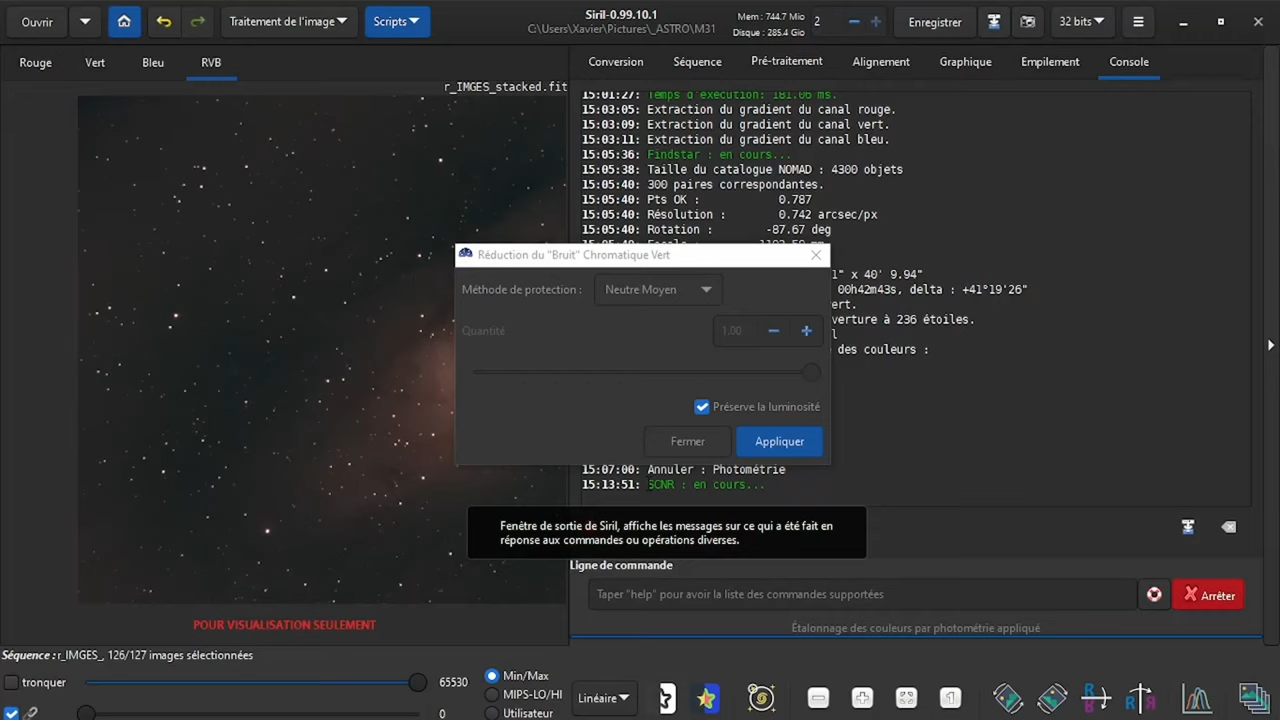 Ouvrir
Traitement de l'image
Scripts
Siril-0.99.10.1
C:\Users\Xavier\Pictures\_ASTRO\M31
Mem : 744.7 Mio
Disque : 285.4 Gio
2
Enregistrer
32 bits
Rouge
Vert
Bleu
RVB
Conversion
Séquence
Pré-traitement
Alignement
Graphique
Empilement
Console
r_IMGES_stacked.fit
15:01:27: Temps d'exécution: 181.06 ms.
15:03:05: Extraction du gradient du canal rouge.
15:03:09: Extraction du gradient du canal vert.
15:03:11: Extraction du gradient du canal bleu.
15:05:36: Findstar : en cours...
15:05:38: Taille du catalogue NOMAD : 4300 objets
15:05:40: 300 paires correspondantes.
15:05:40: Pts OK : 0.787
15:05:40: Résolution : 0.742 arcsec/px
15:05:40: Rotation : -87.67 deg
1" x 40' 9.94"
00h42m43s, delta : +41°19'26"
vert.
verture à 236 étoiles.
l
des couleurs :
15:07:00: Annuler : Photométrie
15:13:51: SCNR : en cours...
Réduction du "Bruit" Chromatique Vert
Méthode de protection :
Neutre Moyen
Quantité
1.00
Préserve la luminosité
Fermer
Appliquer
Fenêtre de sortie de Siril, affiche les messages sur ce qui a été fait en
réponse aux commandes ou opérations diverses.
Ligne de commande
Taper "help" pour avoir la liste des commandes supportées
Arrêter
Étalonnage des couleurs par photométrie appliqué
POUR VISUALISATION SEULEMENT
Séquence : r_IMGES_, 126/127 images sélectionnées
tronquer
65530
0
Min/Max
MIPS-LO/HI
Utilisateur
Linéaire